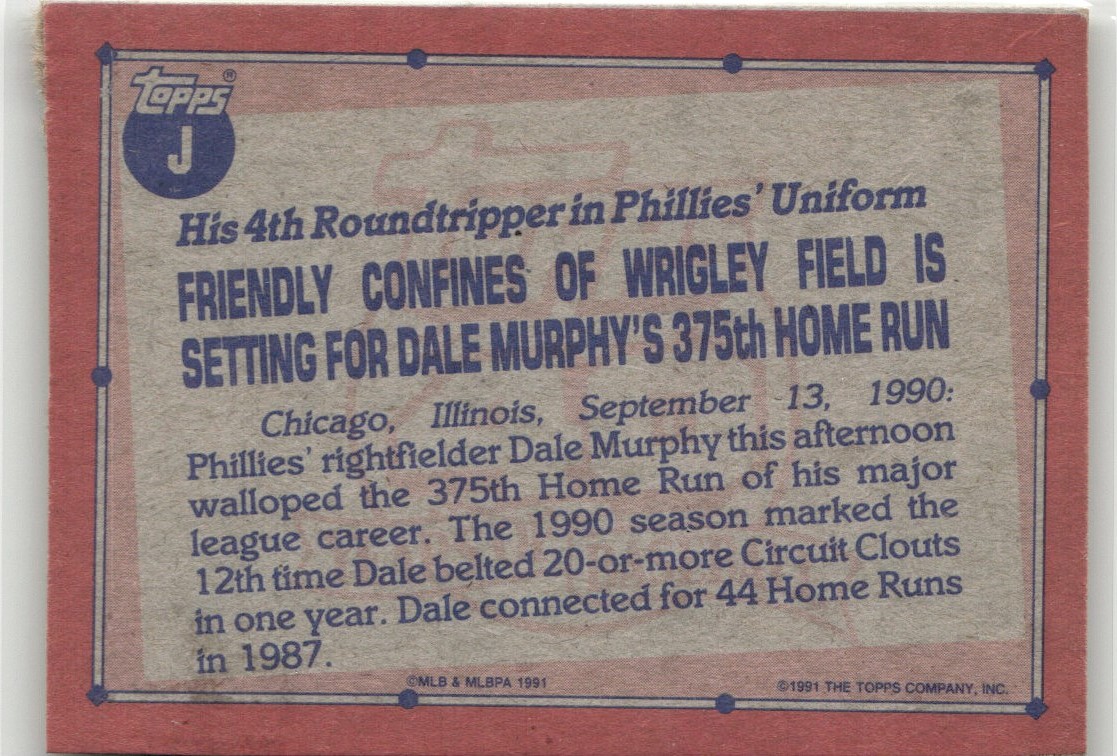 Topps®
J
His 4th Roundtripper in Phillies' Uniform
FRIENDLY CONFINES OF WRIGLEY FIELD IS
SETTING FOR DALE MURPHY'S 375th HOME RUN
Chicago, Illinois, September 13, 1990:
Phillies' rightfielder Dale Murphy this afternoon
walloped the 375th Home Run of his major
league career. The 1990 season marked the
12th time Dale belted 20-or-more Circuit Clouts
in one year. Dale connected for 44 Home Runs
in 1987.
©MLB & MLBPA 1991
©1991 THE TOPPS COMPANY, INC.